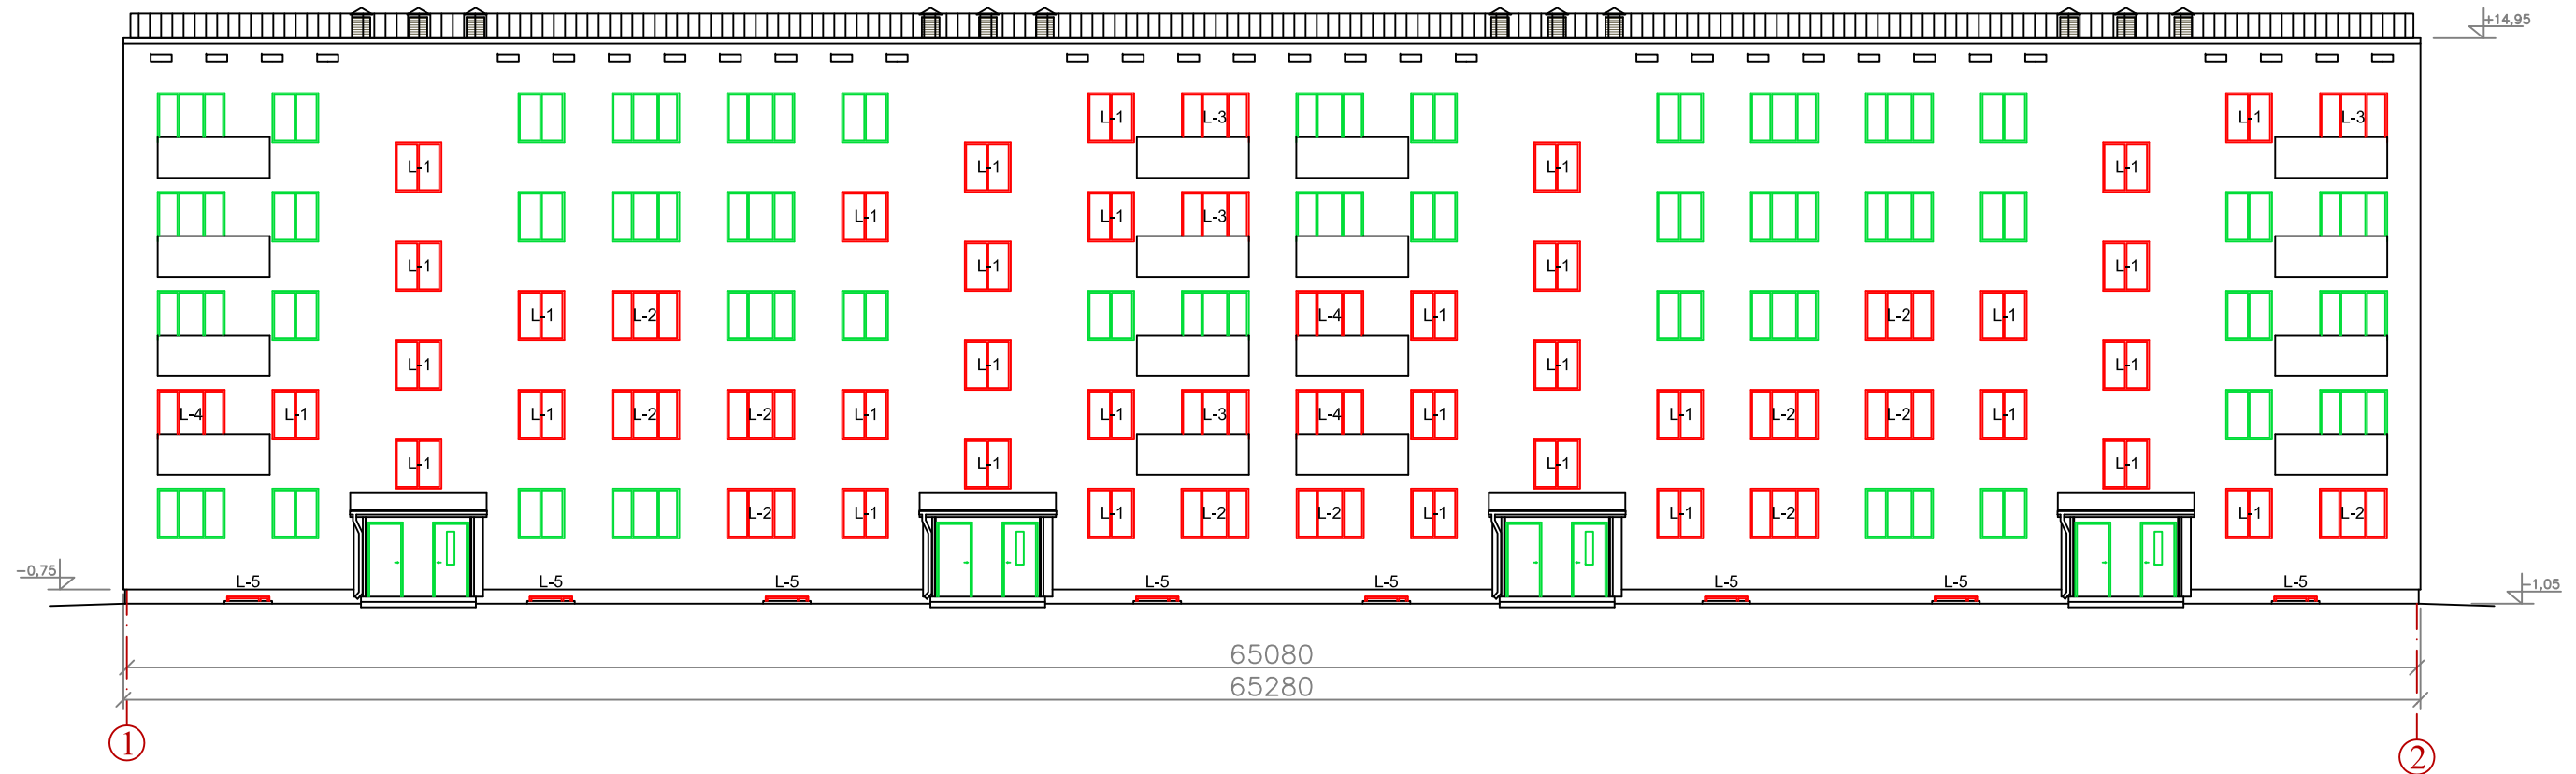 +14,95
L-1 L-3 L-1 L-3
L-1 L-1 L-1 L-1
L-1 L-1 L-3
L-1 L-1 L-1 L-1
L-1 L-2 L-4 L-1 L-2 L-1
L-1 L-1 L-1 L-1
L-4 L-1 L-1 L-2 L-2 L-1 L-1 L-3 L-4 L-1 L-1 L-2 L-2 L-1
L-1 L-1 L-1 L-1
L-2 L-1 L-1 L-2 L-2 L-1 L-1 L-2 L-1 L-2
-0,75 L-5 L-5 L-5 L-5 L-5 L-5 L-5 L-5 -1,05
65080
65280
1 2